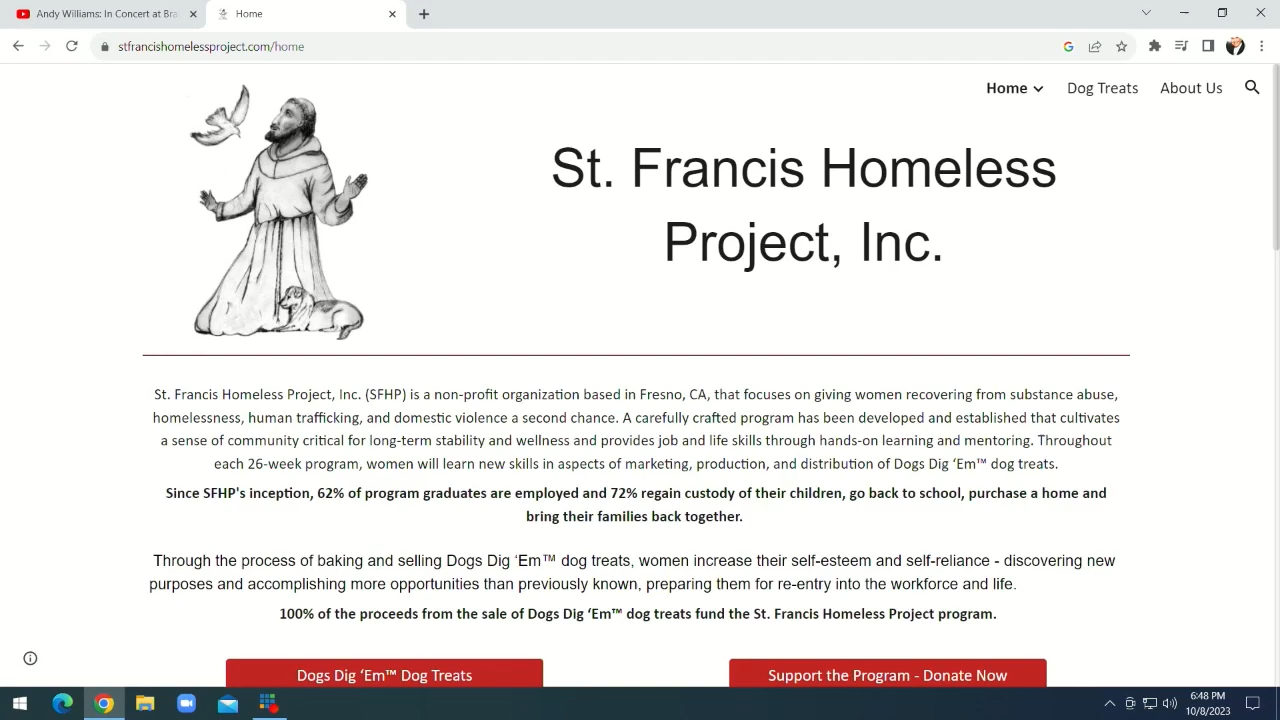 Andy Williams: In Concert at Bra
Home
stfrancishomelessproject.com/home
Home
Dog Treats
About Us
St. Francis Homeless
Project, Inc.
St. Francis Homeless Project, Inc. (SFHP) is a non-profit organization based in Fresno, CA, that focuses on giving women recovering from substance abuse,
homelessness, human trafficking, and domestic violence a second chance. A carefully crafted program has been developed and established that cultivates
a sense of community critical for long-term stability and wellness and provides job and life skills through hands-on learning and mentoring. Throughout
each 26-week program, women will learn new skills in aspects of marketing, production, and distribution of Dogs Dig ‘Em™ dog treats.
Since SFHP's inception, 62% of program graduates are employed and 72% regain custody of their children, go back to school, purchase a home and
bring their families back together.
Through the process of baking and selling Dogs Dig ‘Em™ dog treats, women increase their self-esteem and self-reliance - discovering new
purposes and accomplishing more opportunities than previously known, preparing them for re-entry into the workforce and life.
100% of the proceeds from the sale of Dogs Dig ‘Em™ dog treats fund the St. Francis Homeless Project program.
Dogs Dig ‘Em™ Dog Treats
Support the Program - Donate Now
6:48 PM
10/8/2023